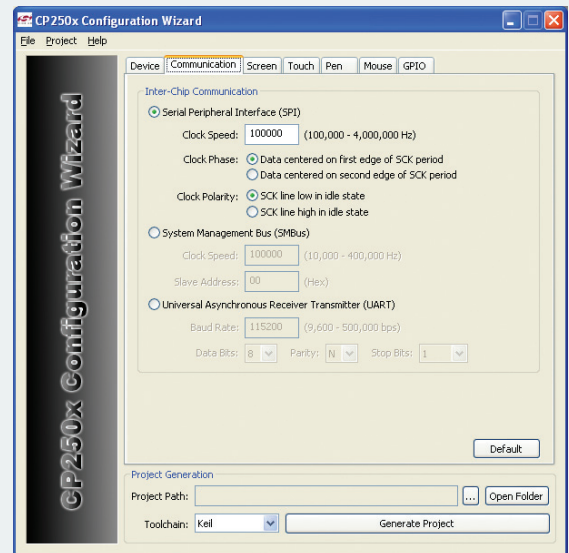 CP250x Configuration Wizard
File Project Help
CP250x Configuration Wizard
Device Communication Screen Touch Pen Mouse GPIO
Inter-Chip Communication
Serial Peripheral Interface (SPI)
Clock Speed: 100000 (100,000 - 4,000,000 Hz)
Clock Phase: Data centered on first edge of SCK period
Data centered on second edge of SCK period
Clock Polarity: SCK line low in idle state
SCK line high in idle state
System Management Bus (SMBus)
Clock Speed: 100000 (10,000 - 400,000 Hz)
Slave Address: 00 (Hex)
Universal Asynchronous Receiver Transmitter (UART)
Baud Rate: 115200 (9,600 - 500,000 bps)
Data Bits: 8 Parity: N Stop Bits: 1
Default
Project Generation
Project Path: ... Open Folder
Toolchain: Keil Generate Project